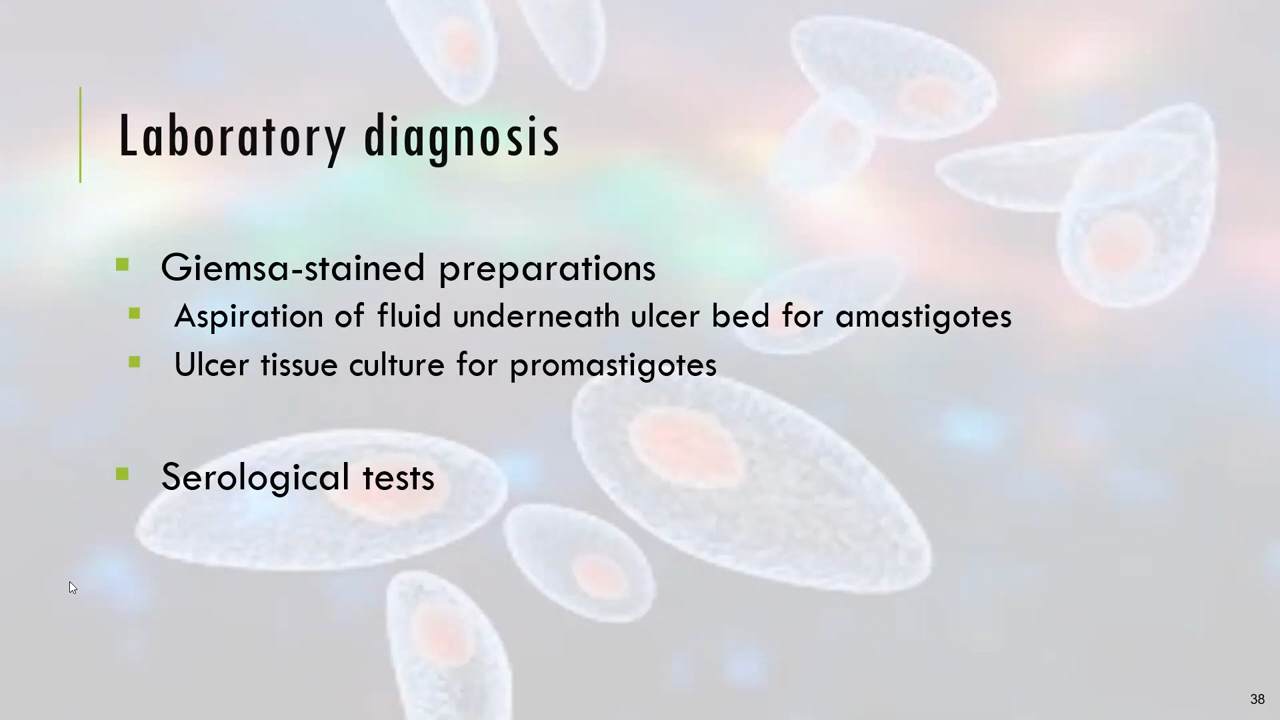 Laboratory diagnosis
Giemsa-stained preparations
Aspiration of fluid underneath ulcer bed for amastigotes
Ulcer tissue culture for promastigotes
Serological tests
38